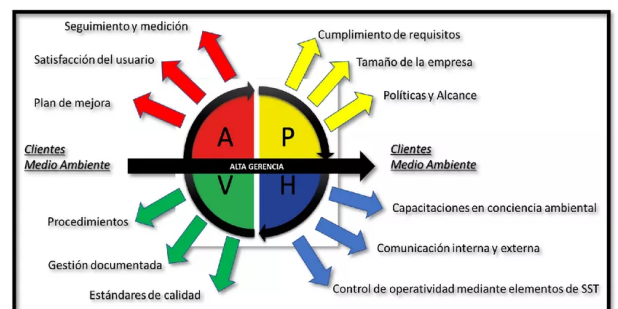 Seguimiento y medición
Cumplimiento de requisitos
Satisfacción del usuario
Tamaño de la empresa
Plan de mejora
Políticas y Alcance
A
P
Clientes
Medio Ambiente
ALTA GERENCIA
Clientes
Medio Ambiente
V
H
Procedimientos
Capacitaciones en conciencia ambiental
Comunicación interna y externa
Gestión documentada
Control de operatividad mediante elementos de SST
Estándares de calidad